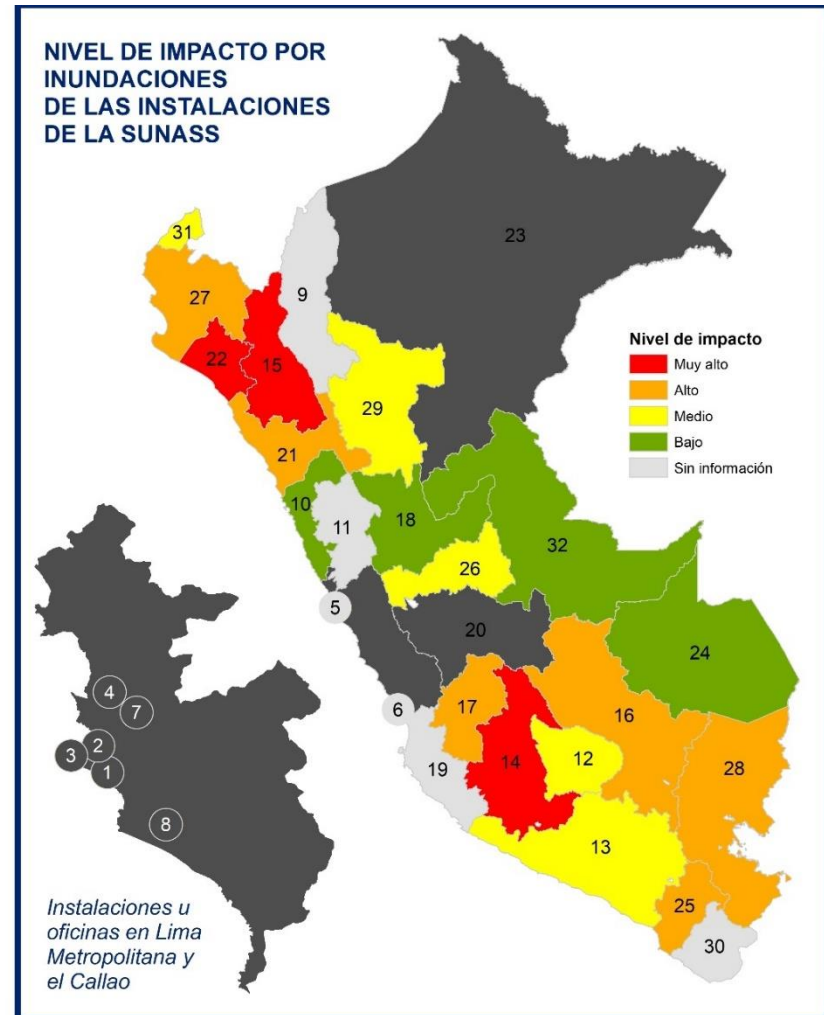 NIVEL DE IMPACTO POR
INUNDACIONES
DE LAS INSTALACIONES
DE LA SUNASS
31
23
9
27
22
15
29
Nivel de impacto
Muy alto
Alto
Medio
Bajo
Sin información
21
10
11
18
32
26
5
20
24
4
7
6
17
16
2
3
1
19
14
12
28
8
13
25
30
Instalaciones u
oficinas en Lima
Metropolitana y
el Callao